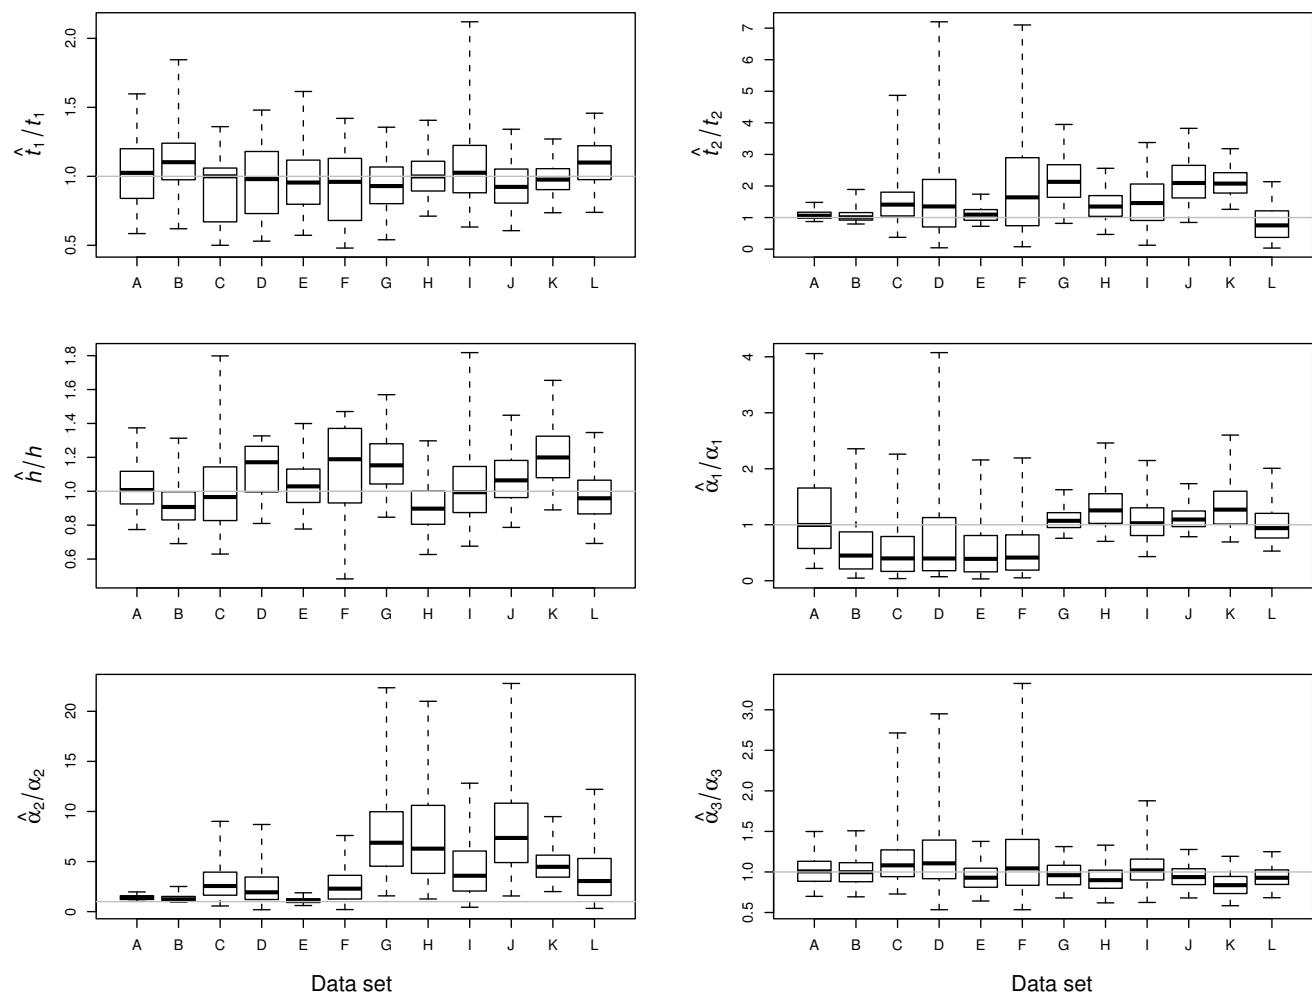 t̂1/t1
2.0
1.5
1.0
0.5
A B C D E F G H I J K L
t̂2/t2
7
6
5
4
3
2
1
0
A B C D E F G H I J K L
ĥ/h
1.8
1.6
1.4
1.2
1.0
0.8
0.6
A B C D E F G H I J K L
α̂1/α1
4
3
2
1
0
A B C D E F G H I J K L
α̂2/α2
20
15
10
5
0
A B C D E F G H I J K L
Data set
α̂3/α3
3.0
2.5
2.0
1.5
1.0
0.5
A B C D E F G H I J K L
Data set